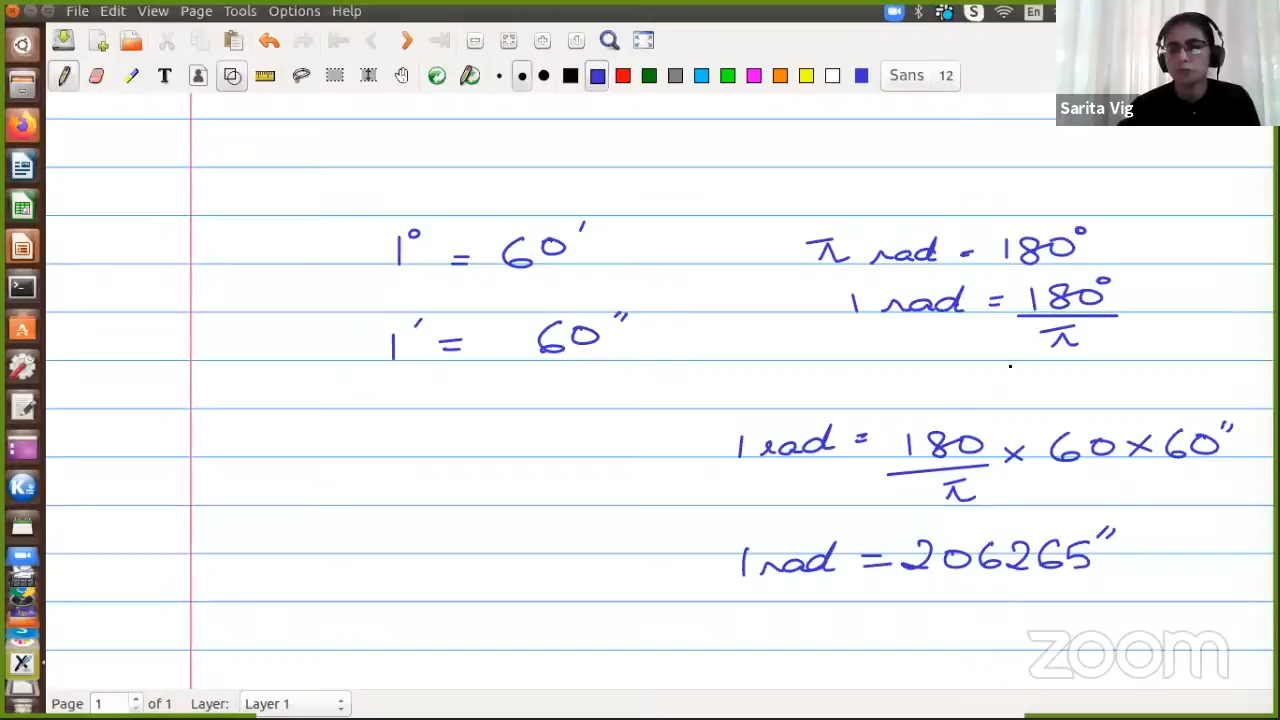 File Edit View Page Tools Options Help
S En
T Sans 12
Sarita Vig
1° = 60′
1′ = 60″
π rad = 180°
1 rad = 180°/π
1 rad = 180/π × 60 × 60″
1 rad = 206265″
zoom
Page 1 of 1 Layer: Layer 1